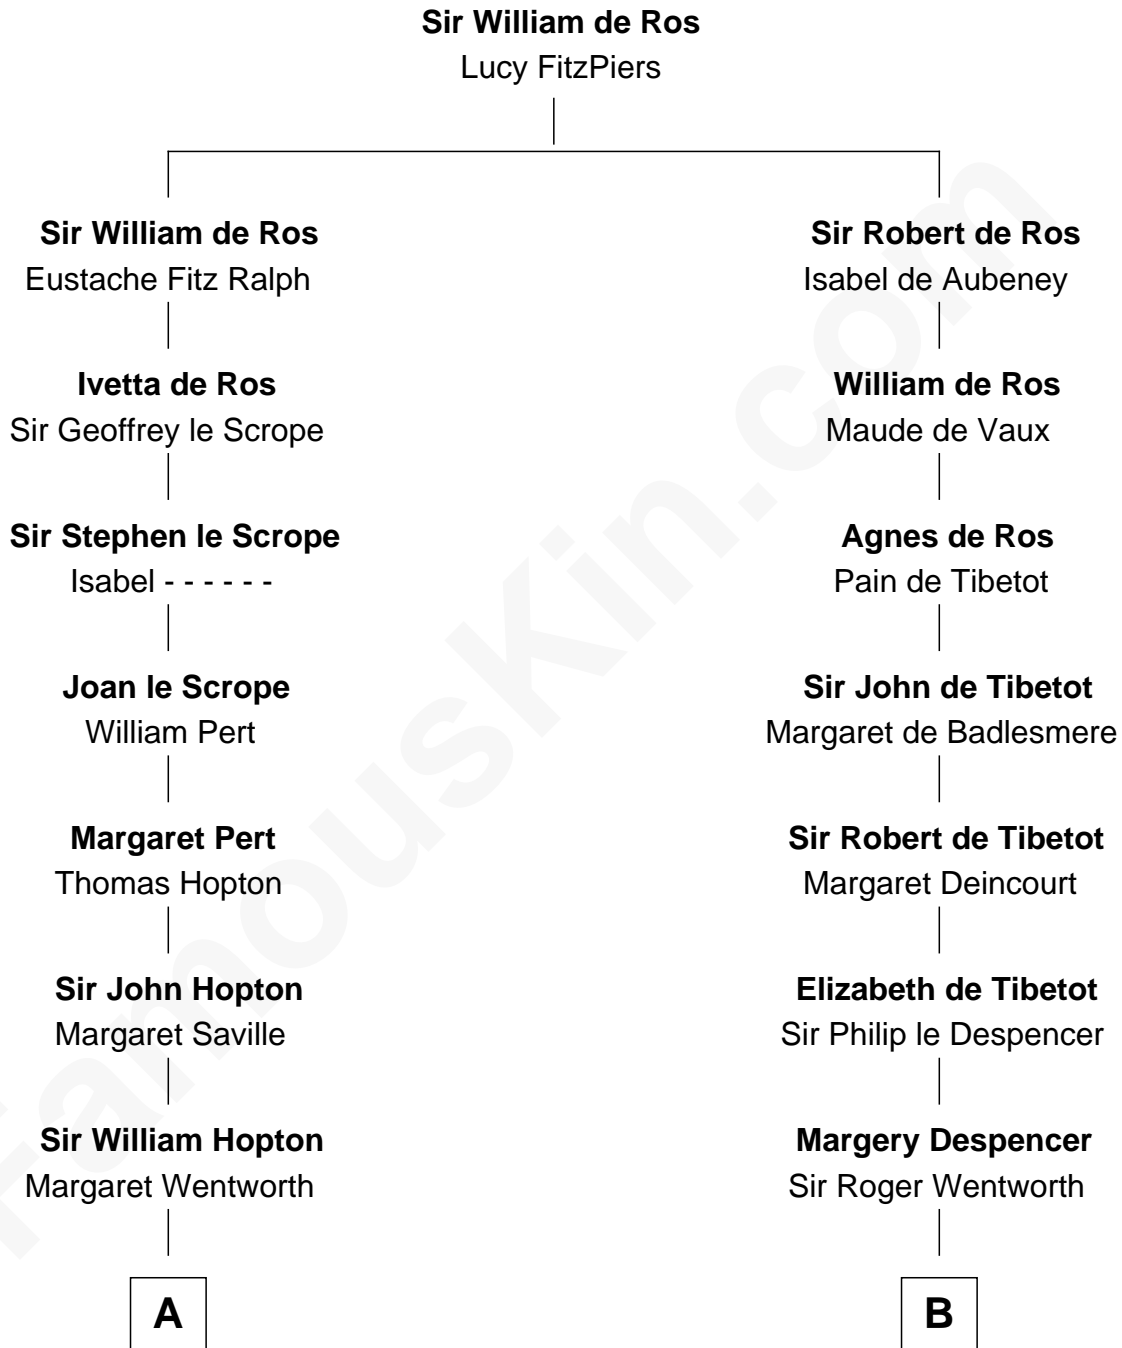 Sir William de Ros
Lucy FitzPiers
Sir William de Ros
Eustache Fitz Ralph
Sir Robert de Ros
Isabel de Aubeney
Ivetta de Ros
Sir Geoffrey le Scrope
William de Ros
Maude de Vaux
Sir Stephen le Scrope
Isabel - - - - - -
Agnes de Ros
Pain de Tibetot
Joan le Scrope
William Pert
Sir John de Tibetot
Margaret de Badlesmere
Margaret Pert
Thomas Hopton
Sir Robert de Tibetot
Margaret Deincourt
Sir John Hopton
Margaret Saville
Elizabeth de Tibetot
Sir Philip le Despencer
Sir William Hopton
Margaret Wentworth
Margery Despencer
Sir Roger Wentworth
A
B
FamousKin.com